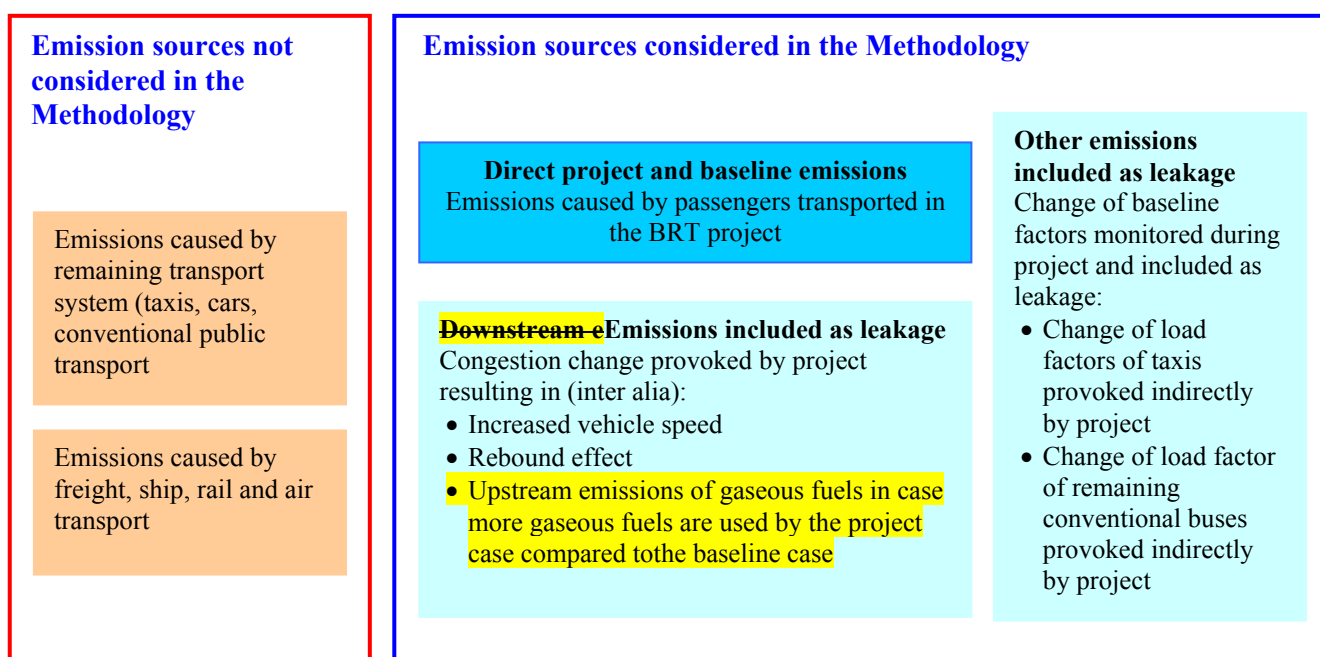 Emission sources not
considered in the
Methodology
Emissions caused by
remaining transport
system (taxis, cars,
conventional public
transport
Emissions caused by
freight, ship, rail and air
transport
Emission sources considered in the Methodology
Direct project and baseline emissions
Emissions caused by passengers transported in
the BRT project
Downstream eEmissions included as leakage
Congestion change provoked by project
resulting in (inter alia):
• Increased vehicle speed
• Rebound effect
• Upstream emissions of gaseous fuels in case
more gaseous fuels are used by the project
case compared tothe baseline case
Other emissions
included as leakage
Change of baseline
factors monitored during
project and included as
leakage:
• Change of load
factors of taxis
provoked indirectly
by project
• Change of load factor
of remaining
conventional buses
provoked indirectly
by project